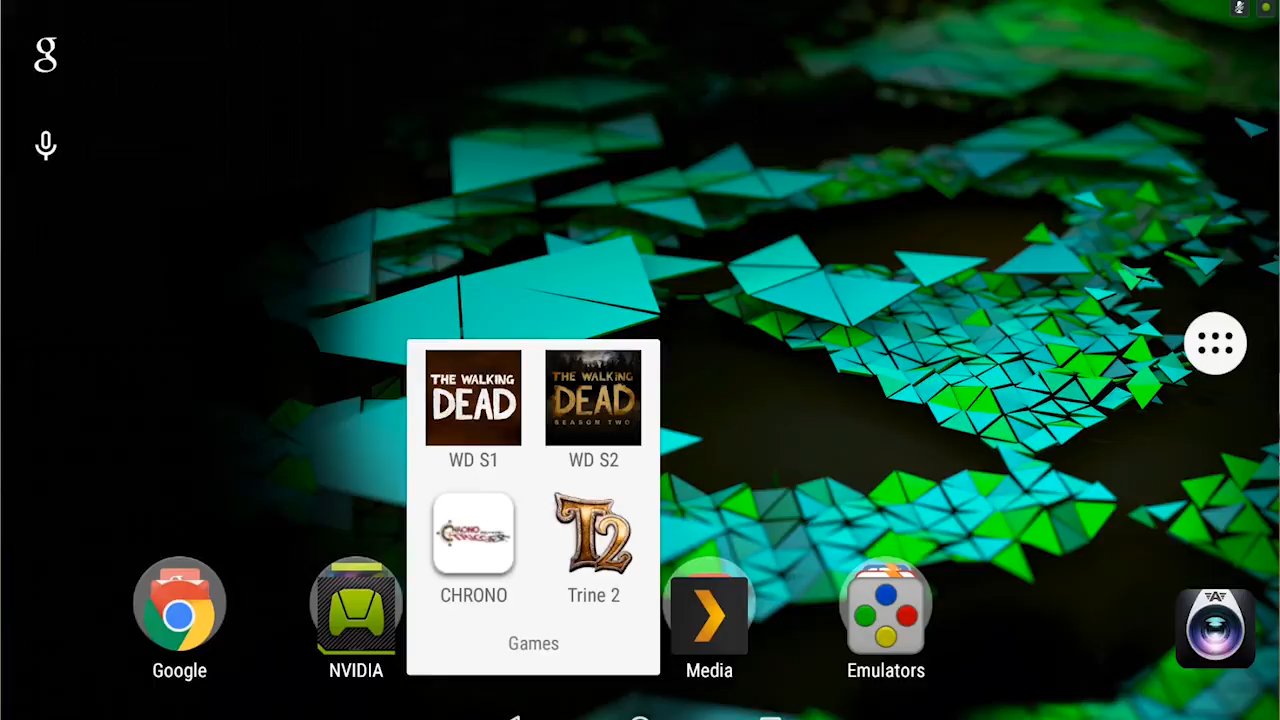 g
THE WALKING
DEAD
WD S1
THE WALKING
DEAD
SEASON TWO
WD S2
CHRONO
CHRONO
T2
Trine 2
Games
Google
NVIDIA
Media
Emulators
A